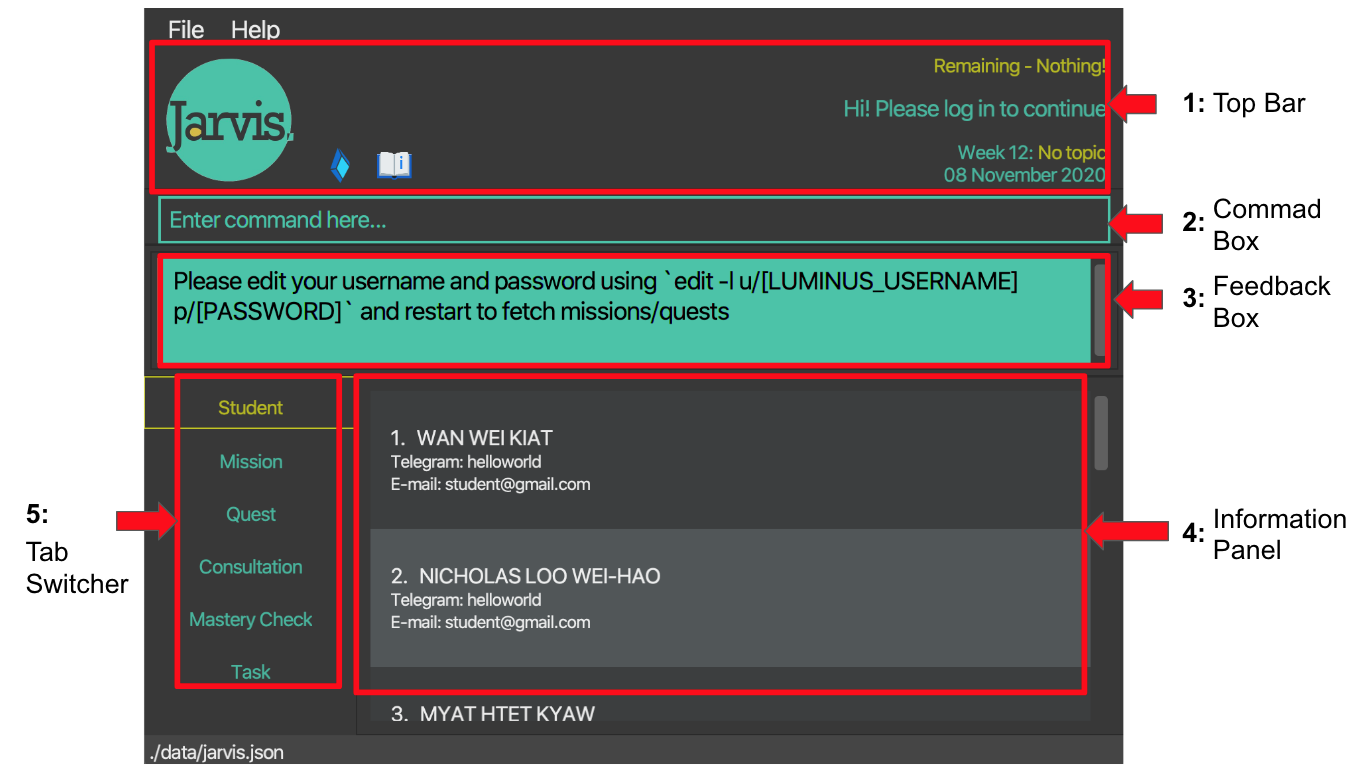 File Help
Jarvis.
Remaining - Nothing!
Hi! Please log in to continue
Week 12: No topic
08 November 2020
1: Top Bar
Enter command here...
2: Commad
Box
Please edit your username and password using `edit -l u/[LUMINUS_USERNAME]
p/[PASSWORD]` and restart to fetch missions/quests
3: Feedback
Box
Student
Mission
Quest
Consultation
Mastery Check
Task
5:
Tab
Switcher
1. WAN WEI KIAT
Telegram: helloworld
E-mail: student@gmail.com
2. NICHOLAS LOO WEI-HAO
Telegram: helloworld
E-mail: student@gmail.com
3. MYAT HTET KYAW
4: Information
Panel
./data/jarvis.json